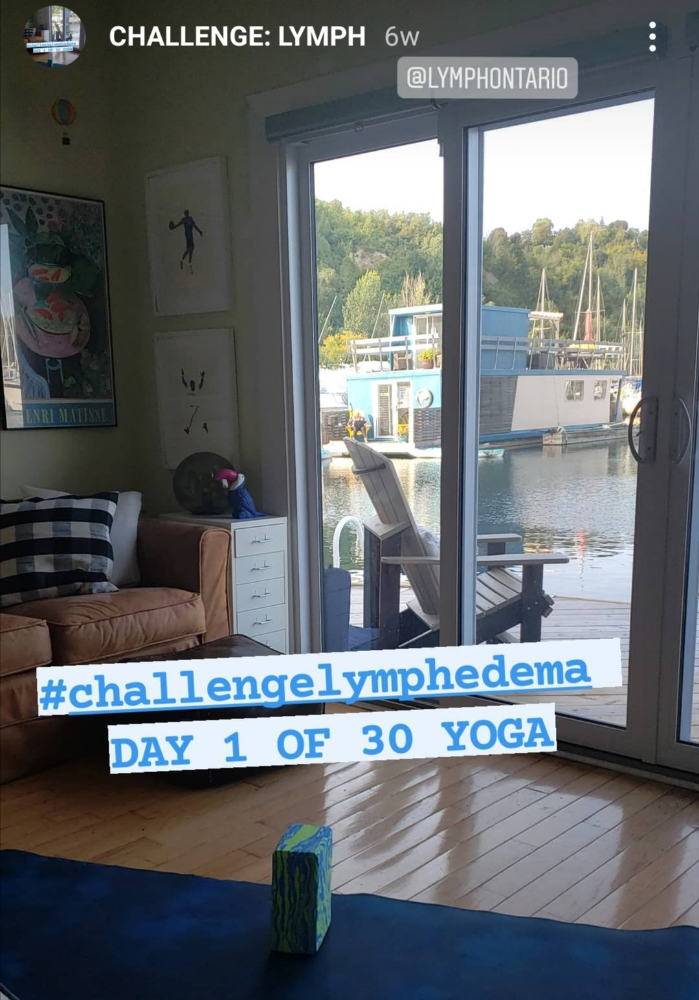 CHALLENGE: LYMPH 6w
@LYMPHONTARIO
ENRI MATISSE
#challengelymphedema
DAY 1 OF 30 YOGA